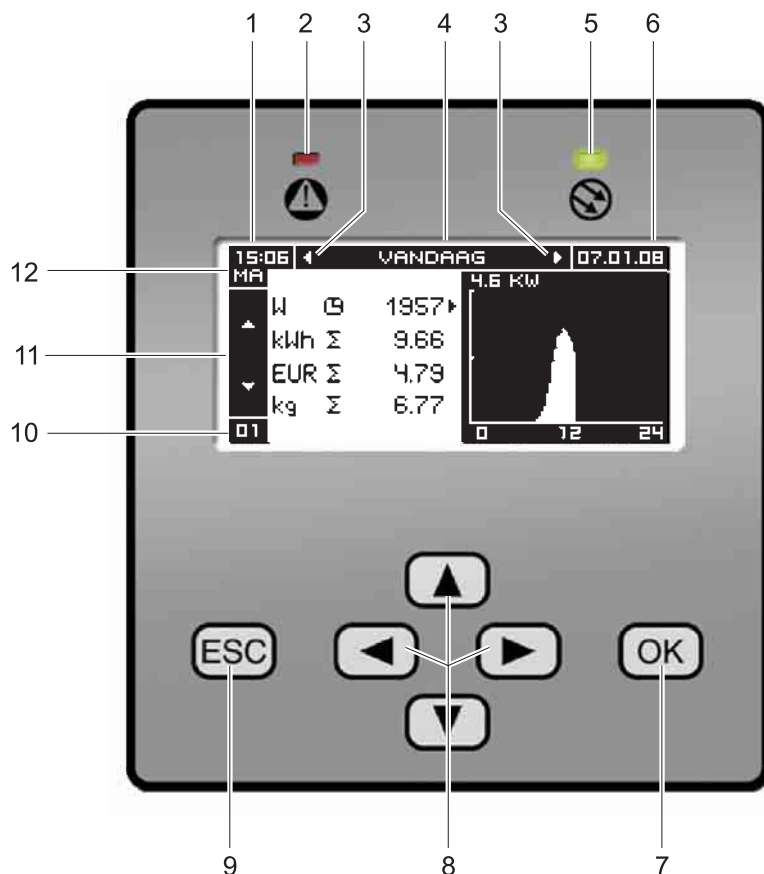 1 2 3 4 3 5 6
15:06 VANDAAG 07.01.08
12 MA
4.6 KW
W 1957
kWh Σ 9.66
11
EUR Σ 4.79
kg Σ 6.77
10 01
0 12 24
ESC OK
9 8 7